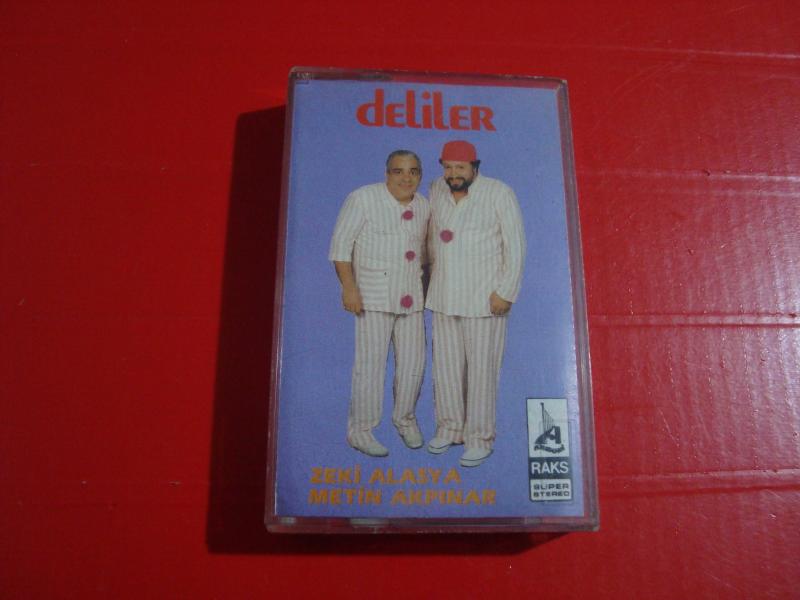 deliler
ZEKİ ALASYA
METİN AKPINAR
A
RAKS
SÜPER
STEREO